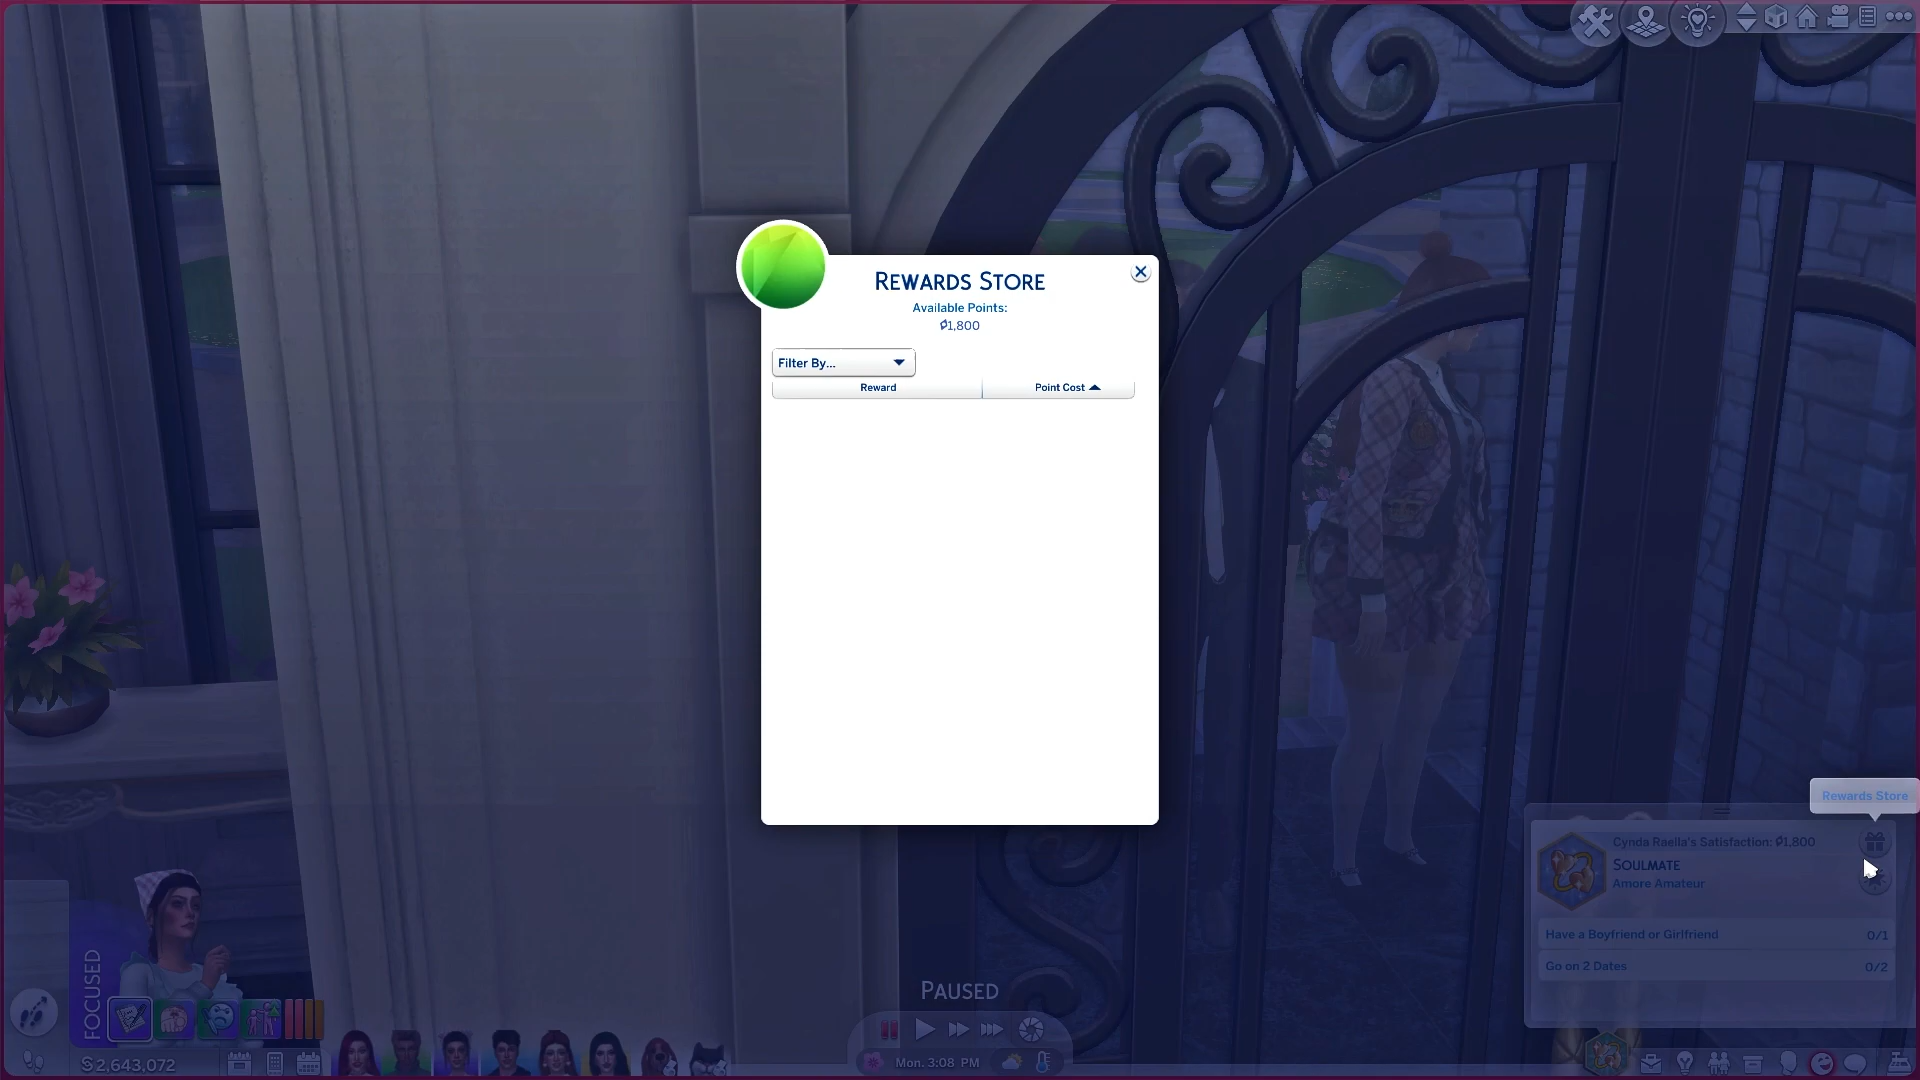 REWARDS STORE
Available Points:
1,800
Filter By...
Reward
Point Cost
Rewards Store
Cynda Raella's Satisfaction: 1,800
SOULMATE
Amore Amateur
Have a Boyfriend or Girlfriend 0/1
Go on 2 Dates 0/2
FOCUSED
PAUSED
§2,643,072
Mon. 3:08 PM